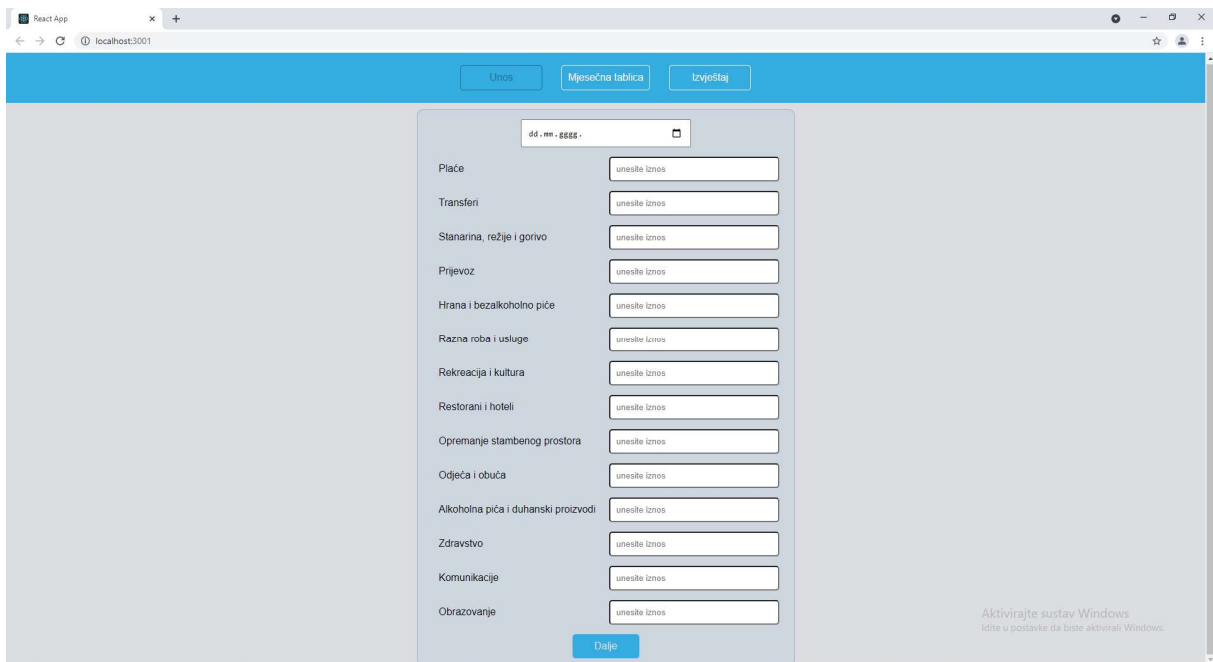 React App
localhost:3001
Unos
Mjesečna tablica
Izvještaj
dd.mm.gggg.
Plaće unesite iznos
Transferi unesite iznos
Stanarina, režije i gorivo unesite iznos
Prijevoz unesite iznos
Hrana i bezalkoholno piće unesite iznos
Razna roba i usluge unesite iznos
Rekreacija i kultura unesite iznos
Restorani i hoteli unesite iznos
Opremanje stambenog prostora unesite iznos
Odjeća i obuća unesite iznos
Alkoholna pića i duhanski proizvodi unesite iznos
Zdravstvo unesite iznos
Komunikacije unesite iznos
Obrazovanje unesite iznos
Dalje
Aktivirajte sustav Windows
Idite u postavke da biste aktivirali Windows.